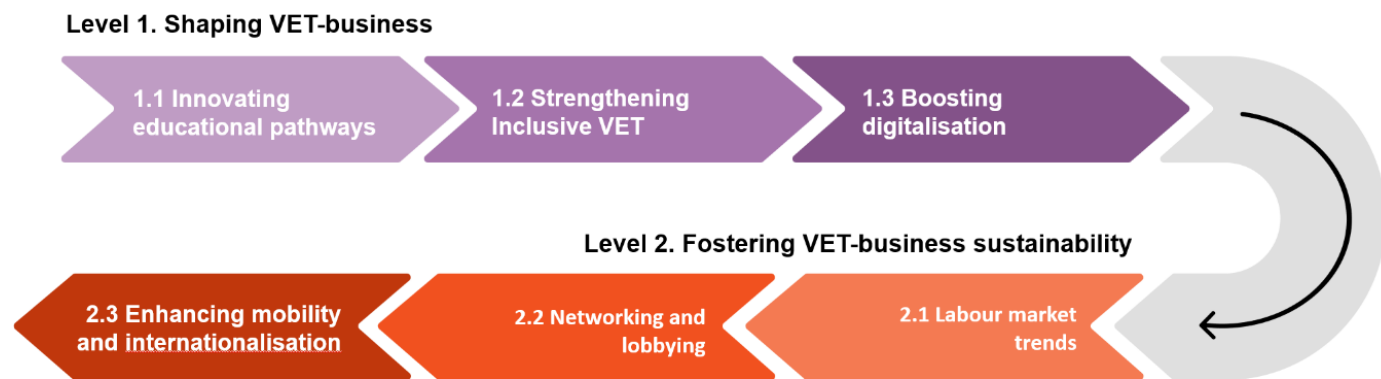 Level 1. Shaping VET-business
1.1 Innovating
educational pathways
1.2 Strengthening
Inclusive VET
1.3 Boosting
digitalisation
Level 2. Fostering VET-business sustainability
2.1 Labour market
trends
2.2 Networking and
lobbying
2.3 Enhancing mobility
and internationalisation